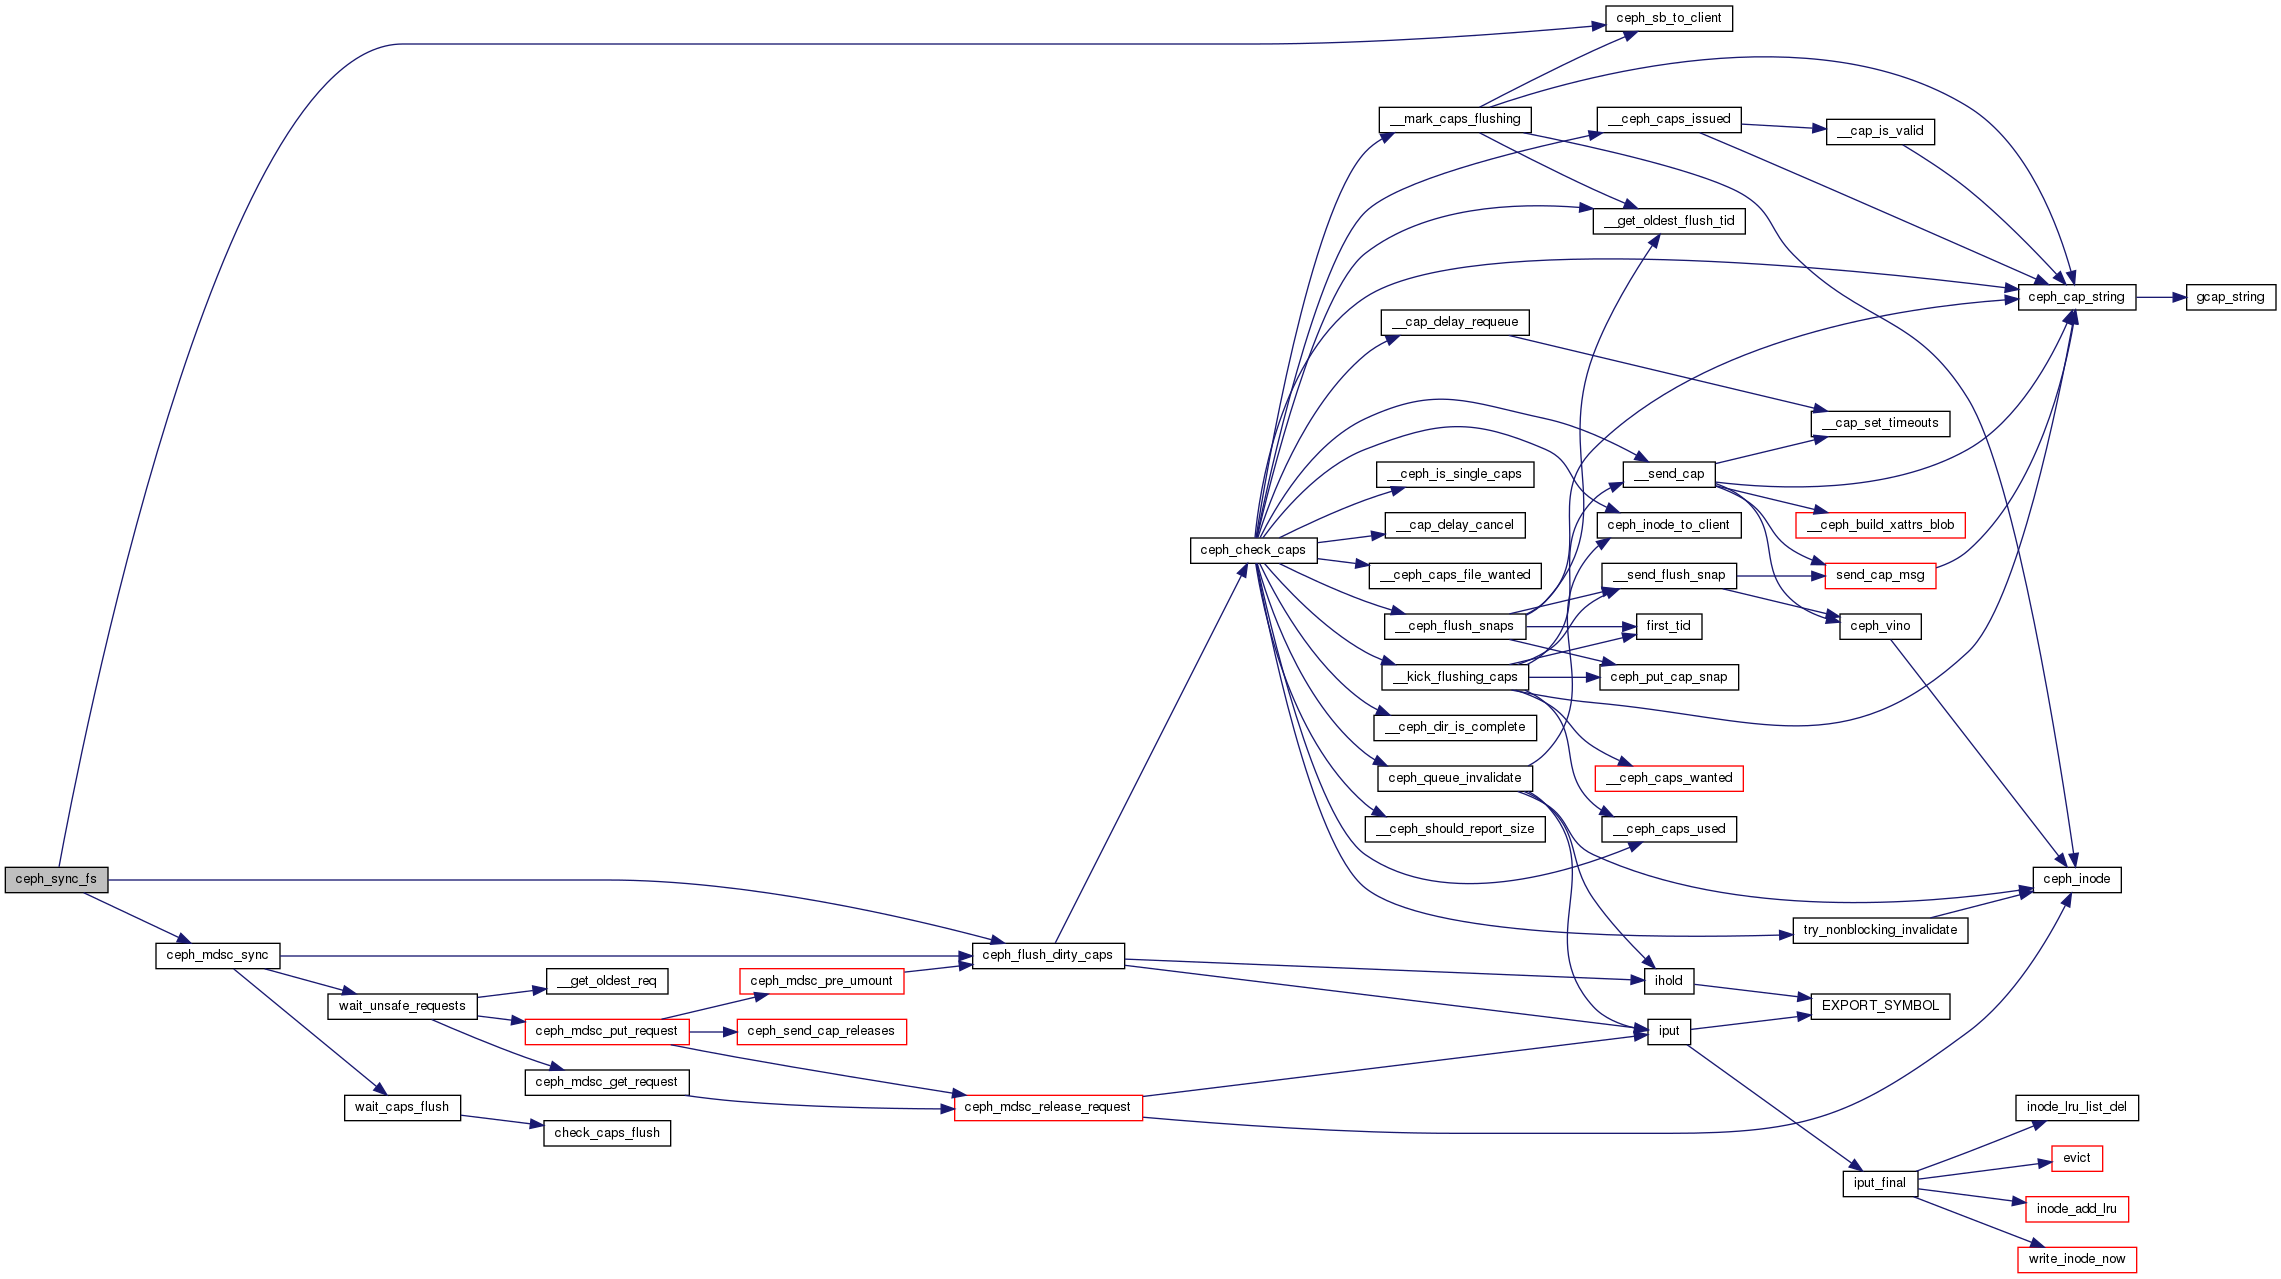 ceph_sync_fs
ceph_mdsc_sync
wait_unsafe_requests
wait_caps_flush
__get_oldest_req
ceph_mdsc_put_request
ceph_mdsc_get_request
check_caps_flush
ceph_mdsc_pre_umount
ceph_send_cap_releases
ceph_flush_dirty_caps
ceph_mdsc_release_request
ceph_check_caps
__mark_caps_flushing
__cap_delay_requeue
__ceph_is_single_caps
__cap_delay_cancel
__ceph_caps_file_wanted
__ceph_flush_snaps
__kick_flushing_caps
__ceph_dir_is_complete
ceph_queue_invalidate
__ceph_should_report_size
ceph_sb_to_client
__ceph_caps_issued
__get_oldest_flush_tid
__send_cap
ceph_inode_to_client
__send_flush_snap
first_tid
ceph_put_cap_snap
__ceph_caps_wanted
__ceph_caps_used
ihold
iput
__cap_is_valid
__cap_set_timeouts
__ceph_build_xattrs_blob
send_cap_msg
ceph_vino
try_nonblocking_invalidate
EXPORT_SYMBOL
iput_final
ceph_cap_string
ceph_inode
inode_lru_list_del
evict
inode_add_lru
write_inode_now
gcap_string